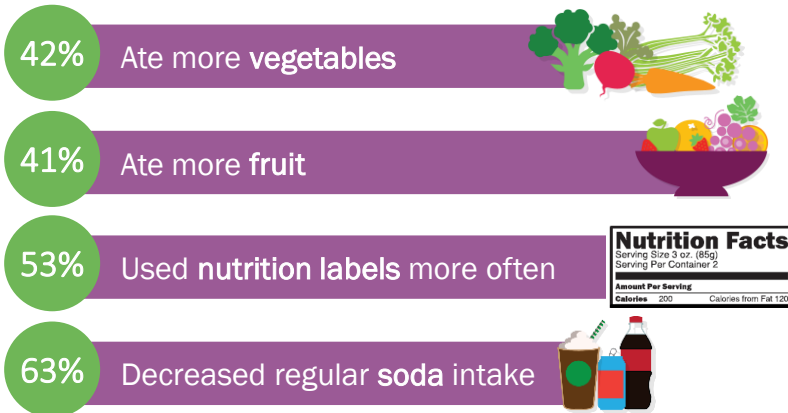 42% Ate more vegetables
41% Ate more fruit
53% Used nutrition labels more often
Nutrition Facts
Serving Size 3 oz. (85g)
Serving Per Container 2
Amount Per Serving
Calories 200 Calories from Fat 120
63% Decreased regular soda intake